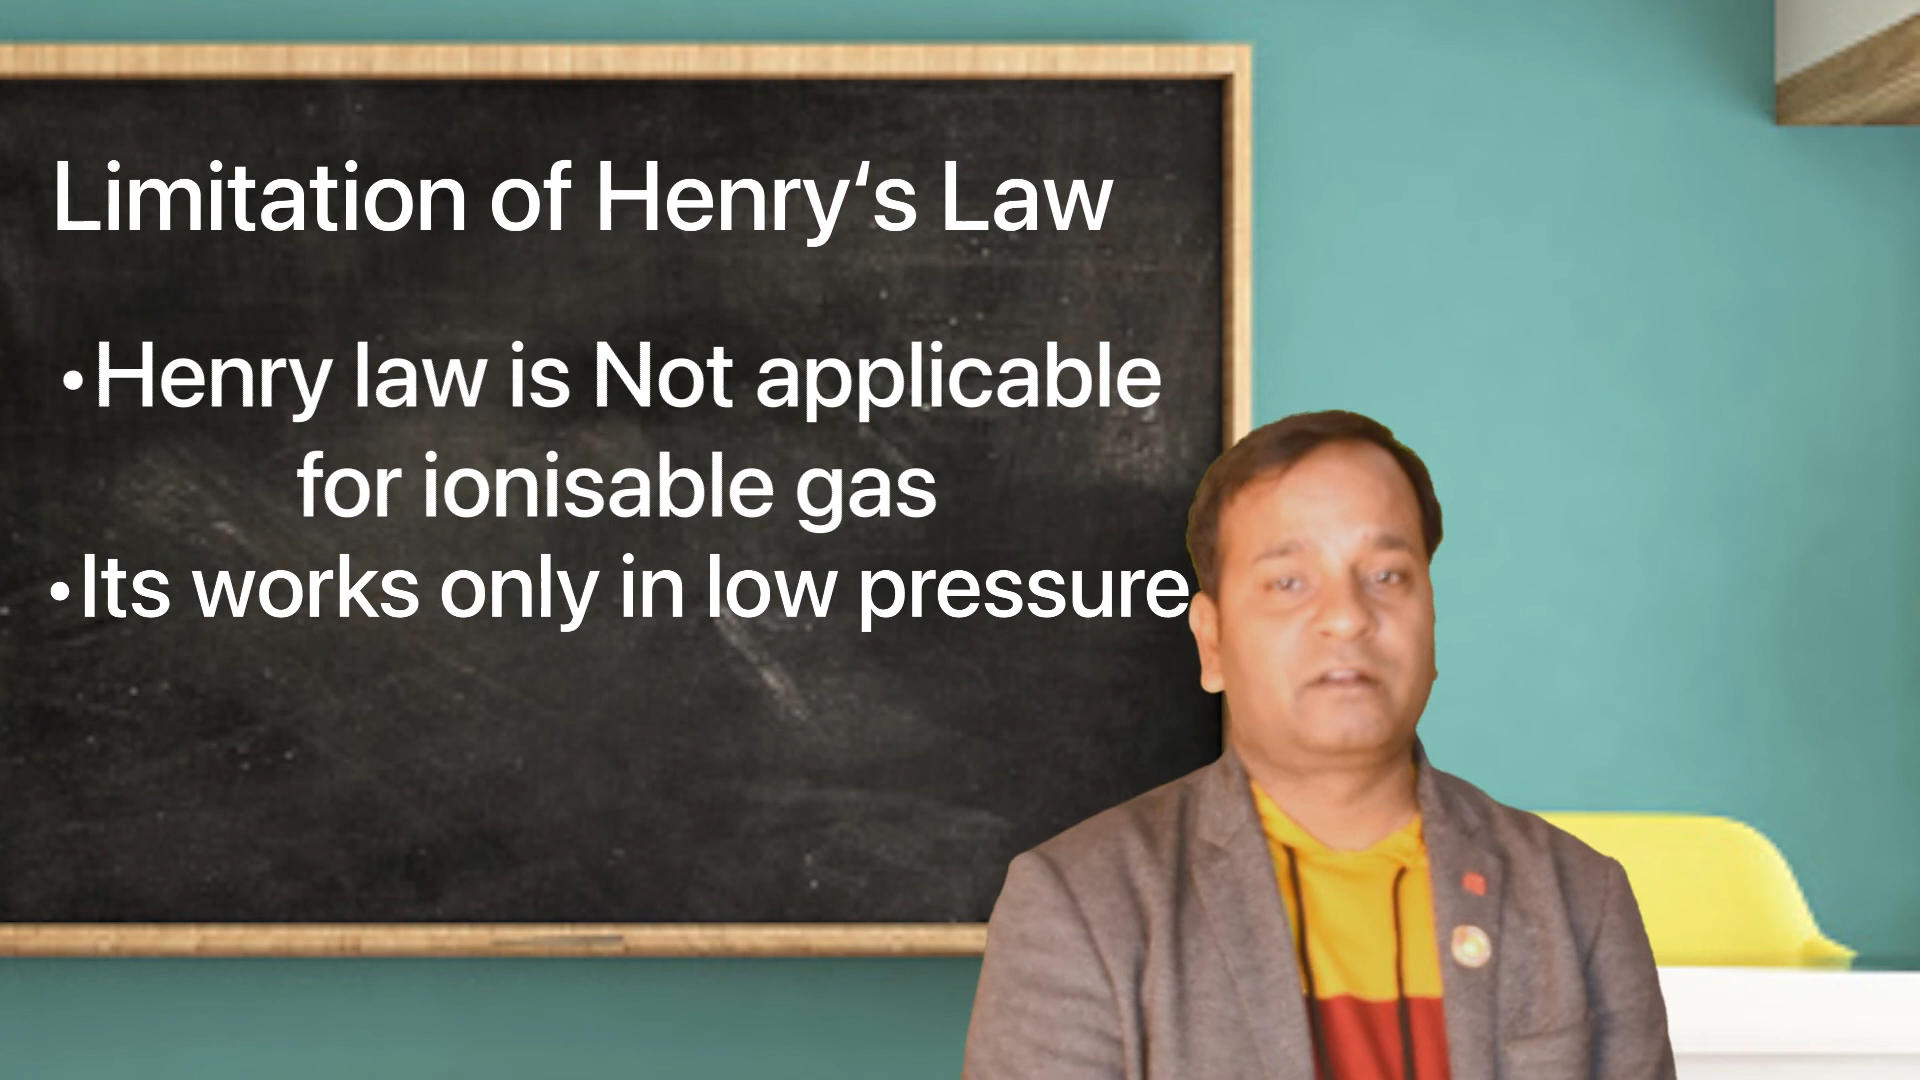 Limitation of Henry‘s Law
•Henry law is Not applicable
for ionisable gas
•Its works only in low pressure